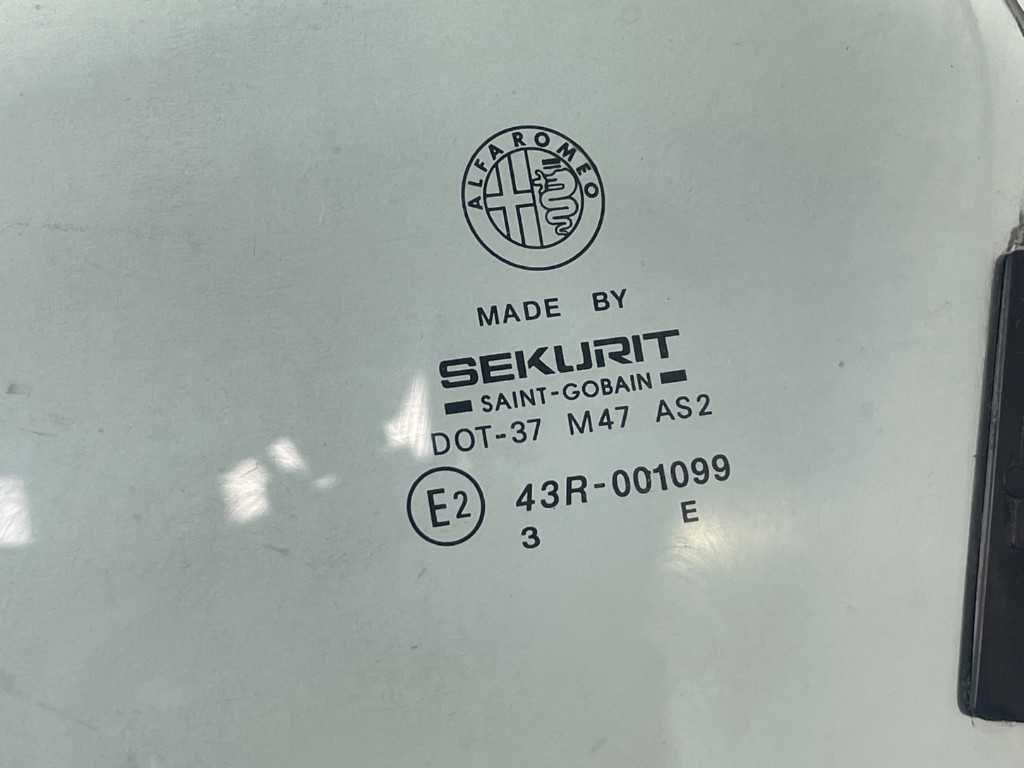 ALFA ROMEO
MADE BY
SEKURIT
SAINT-GOBAIN
DOT-37 M47 AS2
E2 43R-001099
3 E